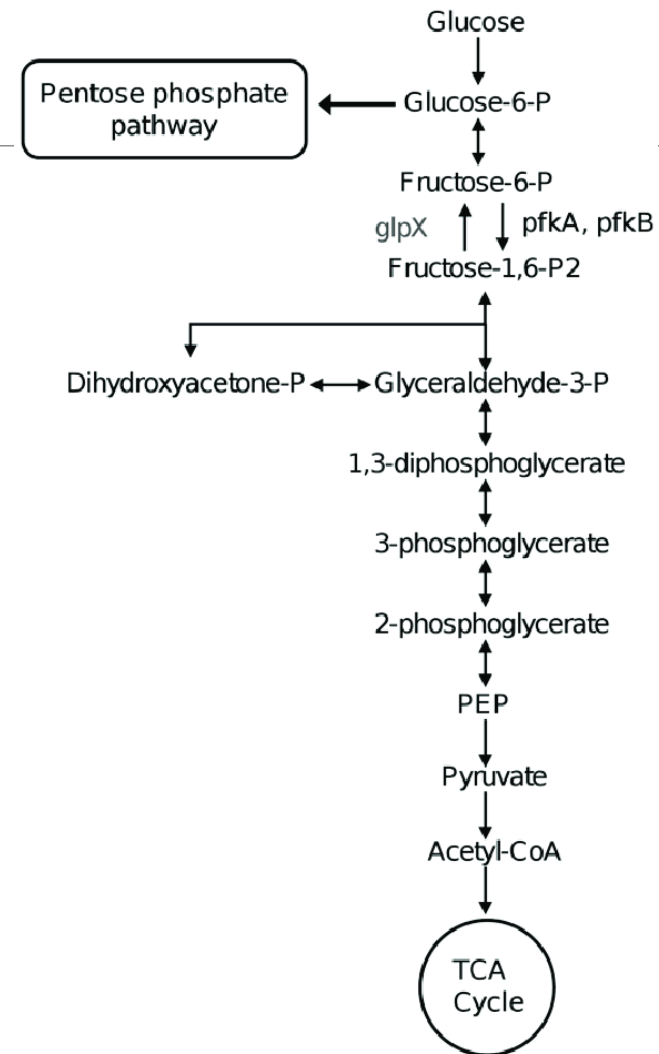 Glucose
Pentose phosphate
pathway
Glucose-6-P
Fructose-6-P
glpX
pfkA, pfkB
Fructose-1,6-P2
Dihydroxyacetone-P
Glyceraldehyde-3-P
1,3-diphosphoglycerate
3-phosphoglycerate
2-phosphoglycerate
PEP
Pyruvate
Acetyl-CoA
TCA
Cycle